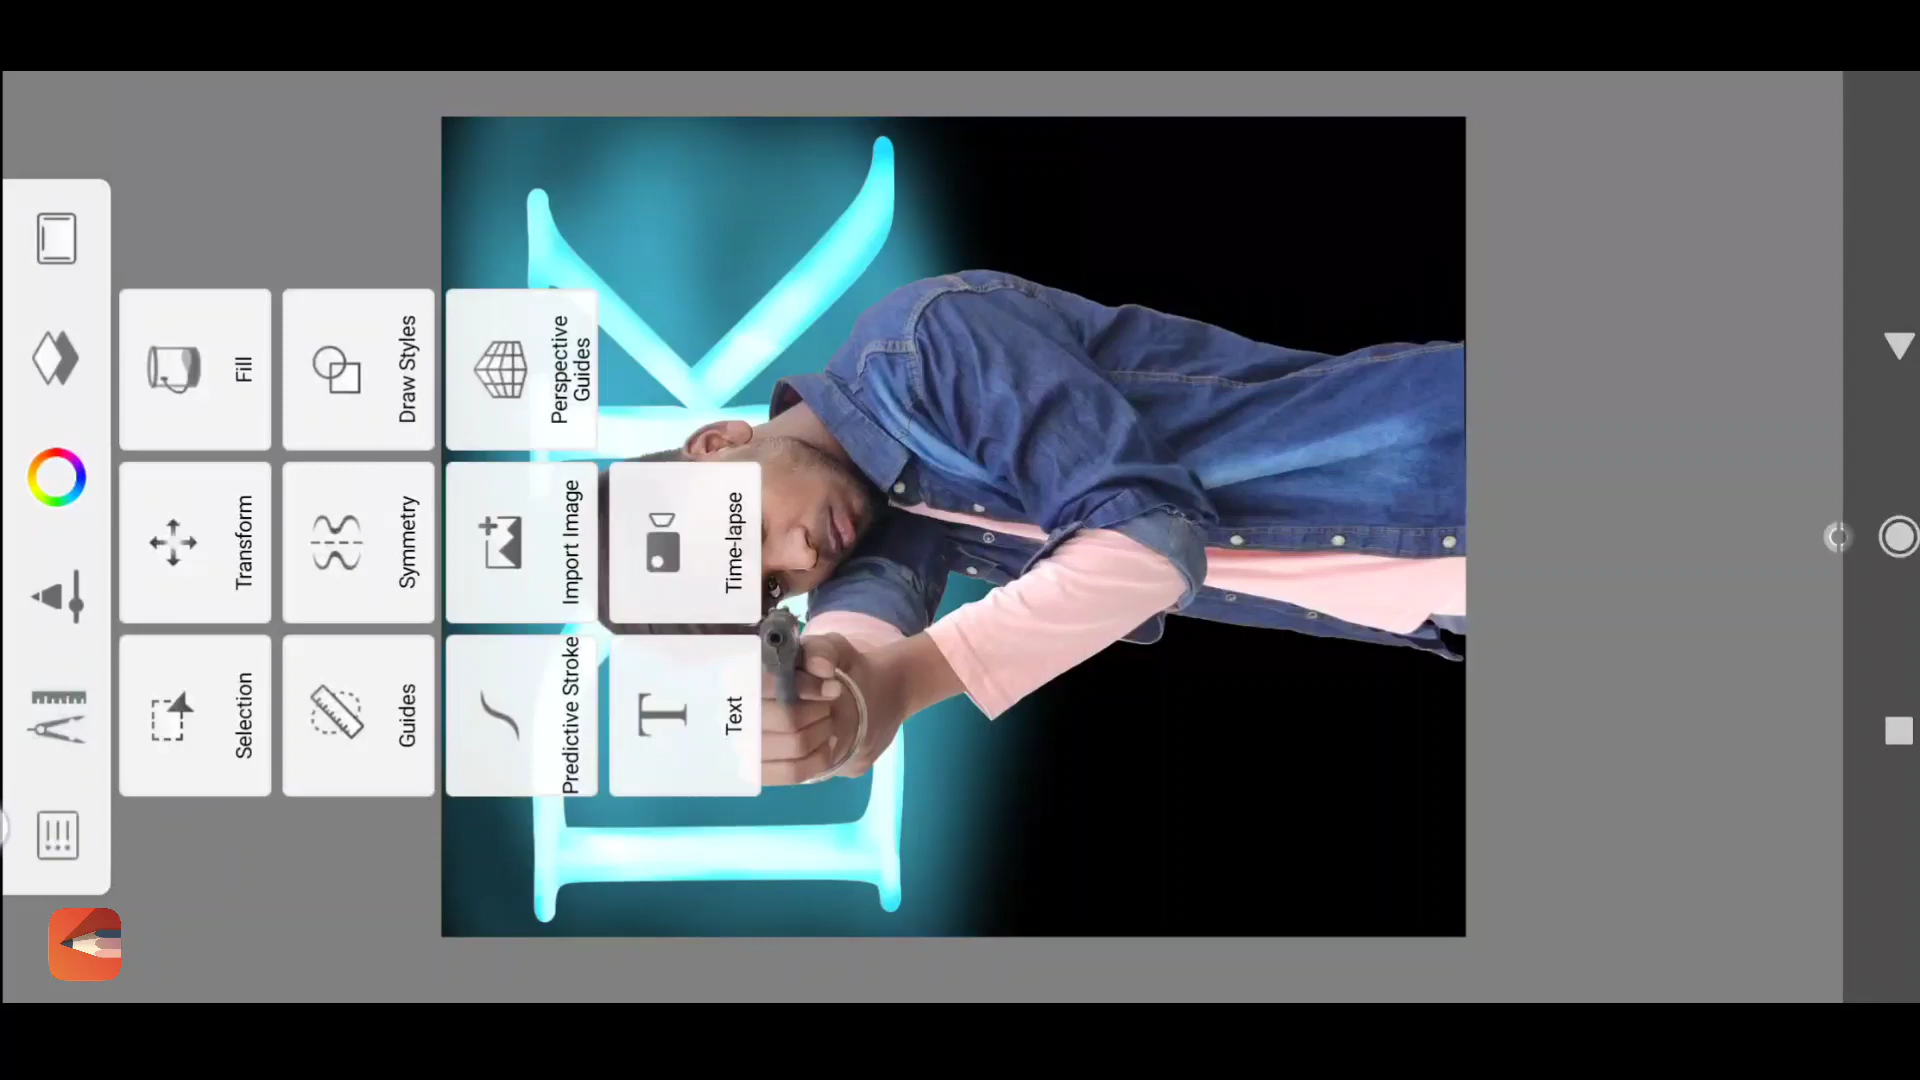 Selection
Transform
Fill
Guides
Symmetry
Draw Styles
Predictive Stroke
Import Image
Perspective
Guides
Text
Time-lapse